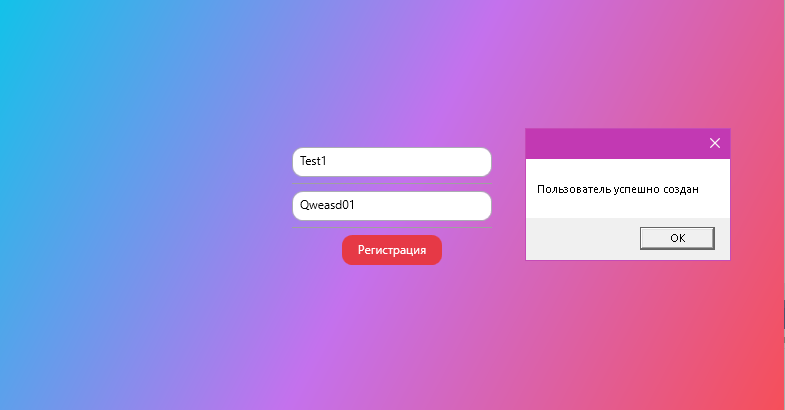 Test1
Qweasd01
Регистрация
Пользователь успешно создан
OK